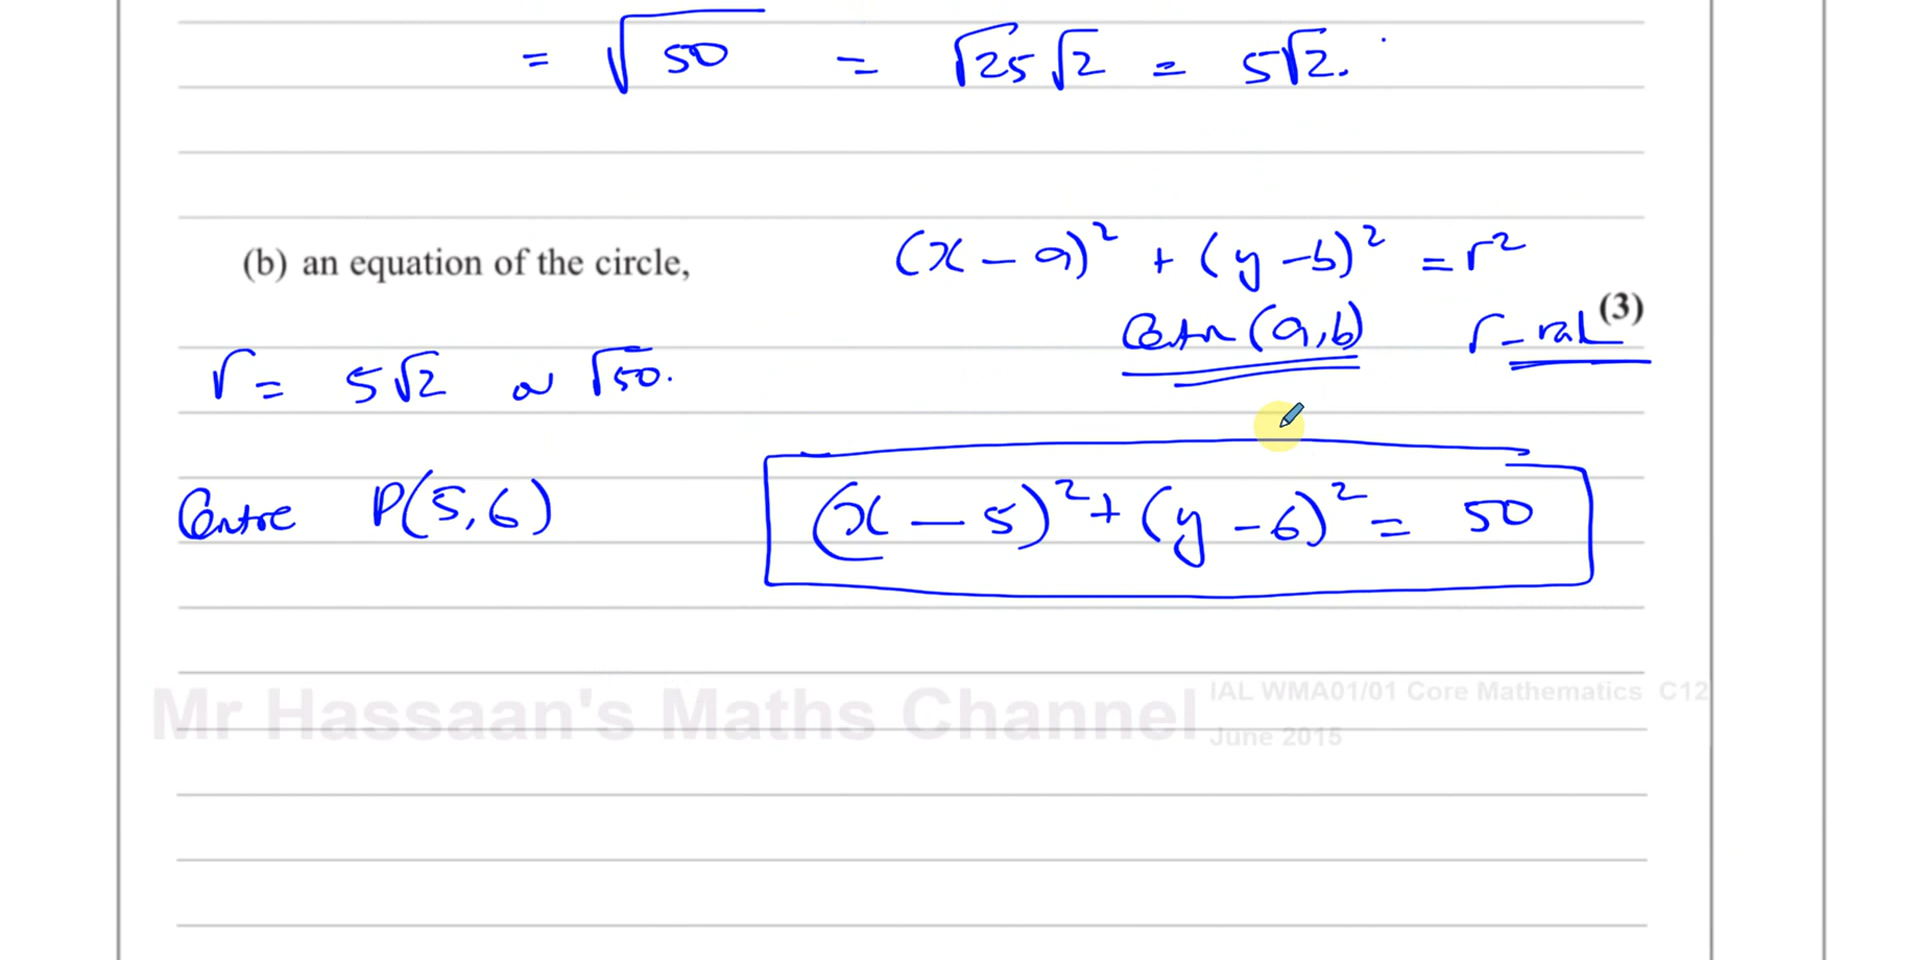 = √50 = √25 √2 = 5√2.
(b) an equation of the circle,
(x - a)² + (y - b)² = r²
(3)
Centre (a,b) r - rad
r = 5√2 or √50.
Centre P(5,6)
(x - 5)² + (y - 6)² = 50
Mr Hassaan's Maths Channel
IAL WMA01/01 Core Mathematics C12
June 2015